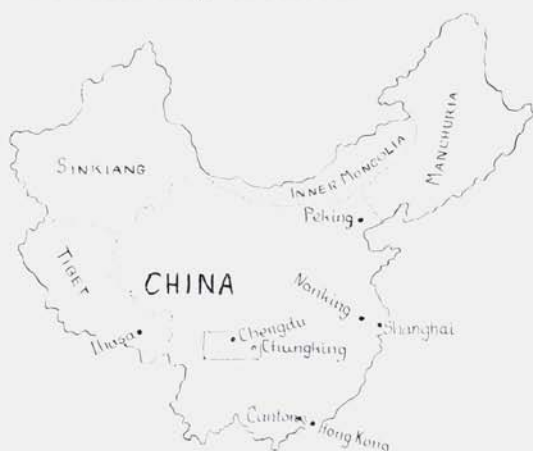 SINKIANG
INNER MONGOLIA
MANCHURIA
Peking
TIBET
CHINA
Nanking
Shanghai
Lhasa
Chengdu
Chungking
Canton
Hong Kong